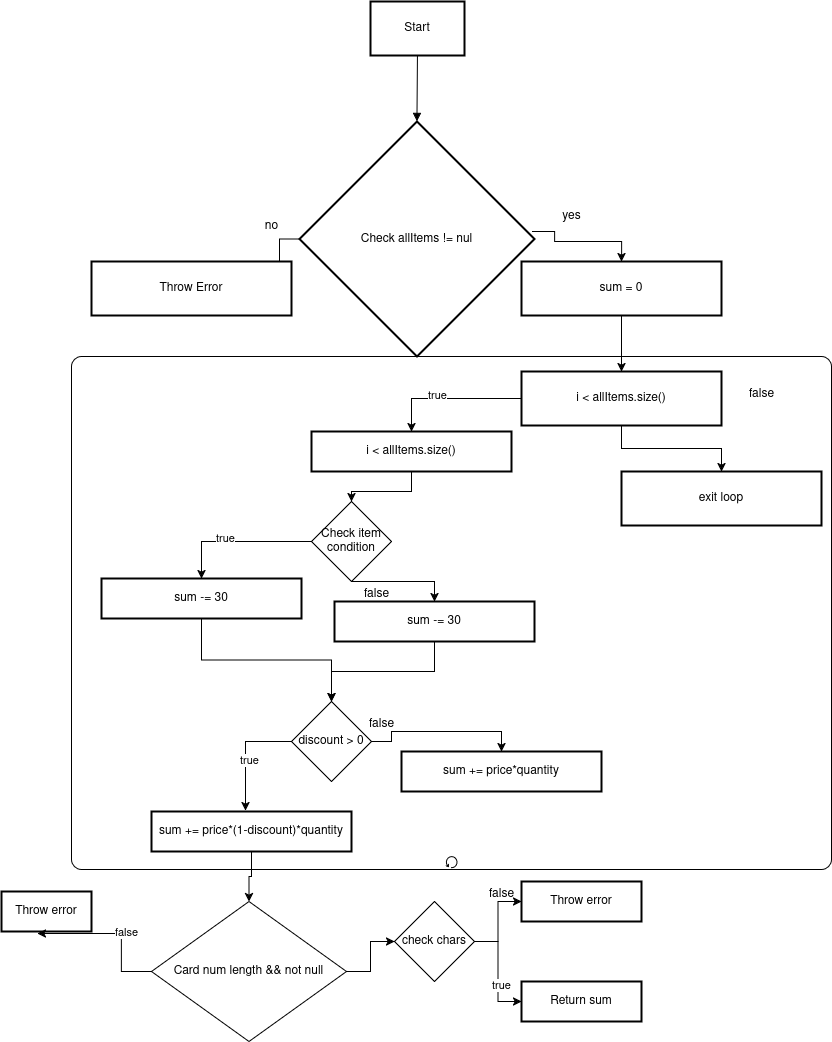 Start
Check allItems != nul
no
yes
Throw Error
sum = 0
i < allItems.size()
false
true
i < allItems.size()
exit loop
Check item
condition
true
false
sum -= 30
sum -= 30
discount > 0
false
true
sum += price*quantity
sum += price*(1-discount)*quantity
Throw error
false
Card num length && not null
check chars
false
Throw error
true
Return sum